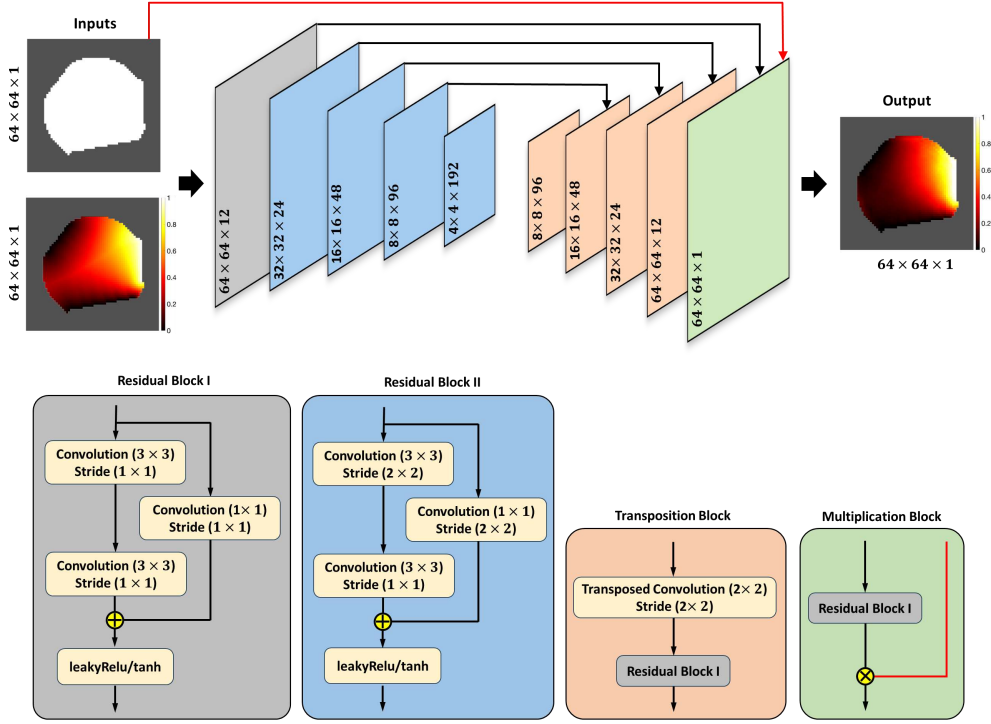 Inputs
64 × 64 × 1
64 × 64 × 1
1
0.8
0.6
0.4
0.2
0
64 × 64 × 12
32× 32 × 24
16× 16 × 48
8× 8 × 96
4× 4 × 192
8× 8 × 96
16× 16 × 48
32× 32 × 24
64 × 64 × 12
64 × 64 × 1
Output
1
0.8
0.6
0.4
0.2
0
64 × 64 × 1
Residual Block I
Convolution (3 × 3)
Stride (1 × 1)
Convolution (1× 1)
Stride (1 × 1)
Convolution (3 × 3)
Stride (1 × 1)
leakyRelu/tanh
Residual Block II
Convolution (3 × 3)
Stride (2 × 2)
Convolution (1 × 1)
Stride (2 × 2)
Convolution (3 × 3)
Stride (1 × 1)
leakyRelu/tanh
Transposition Block
Transposed Convolution (2× 2)
Stride (2× 2)
Residual Block I
Multiplication Block
Residual Block I